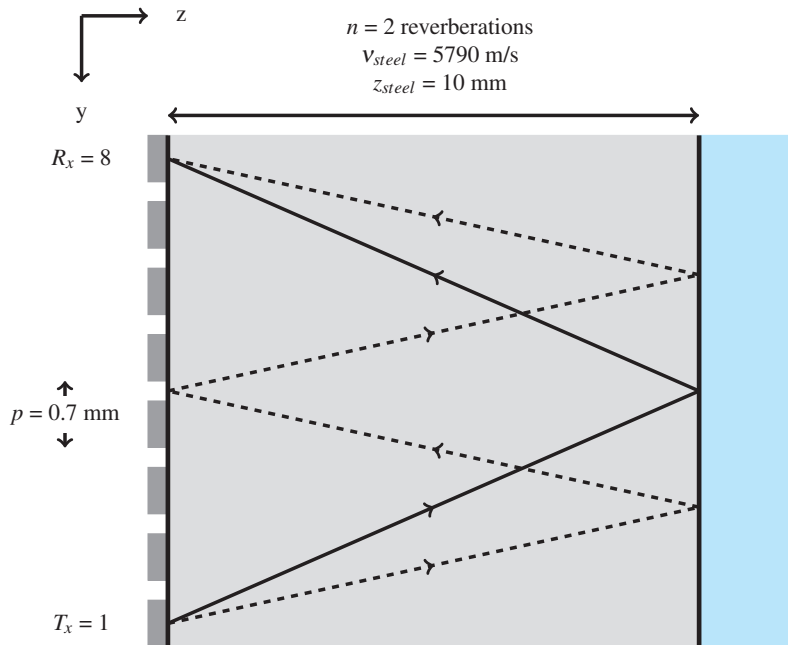 z
y
n = 2 reverberations
v_steel = 5790 m/s
z_steel = 10 mm
R_x = 8
p = 0.7 mm
T_x = 1